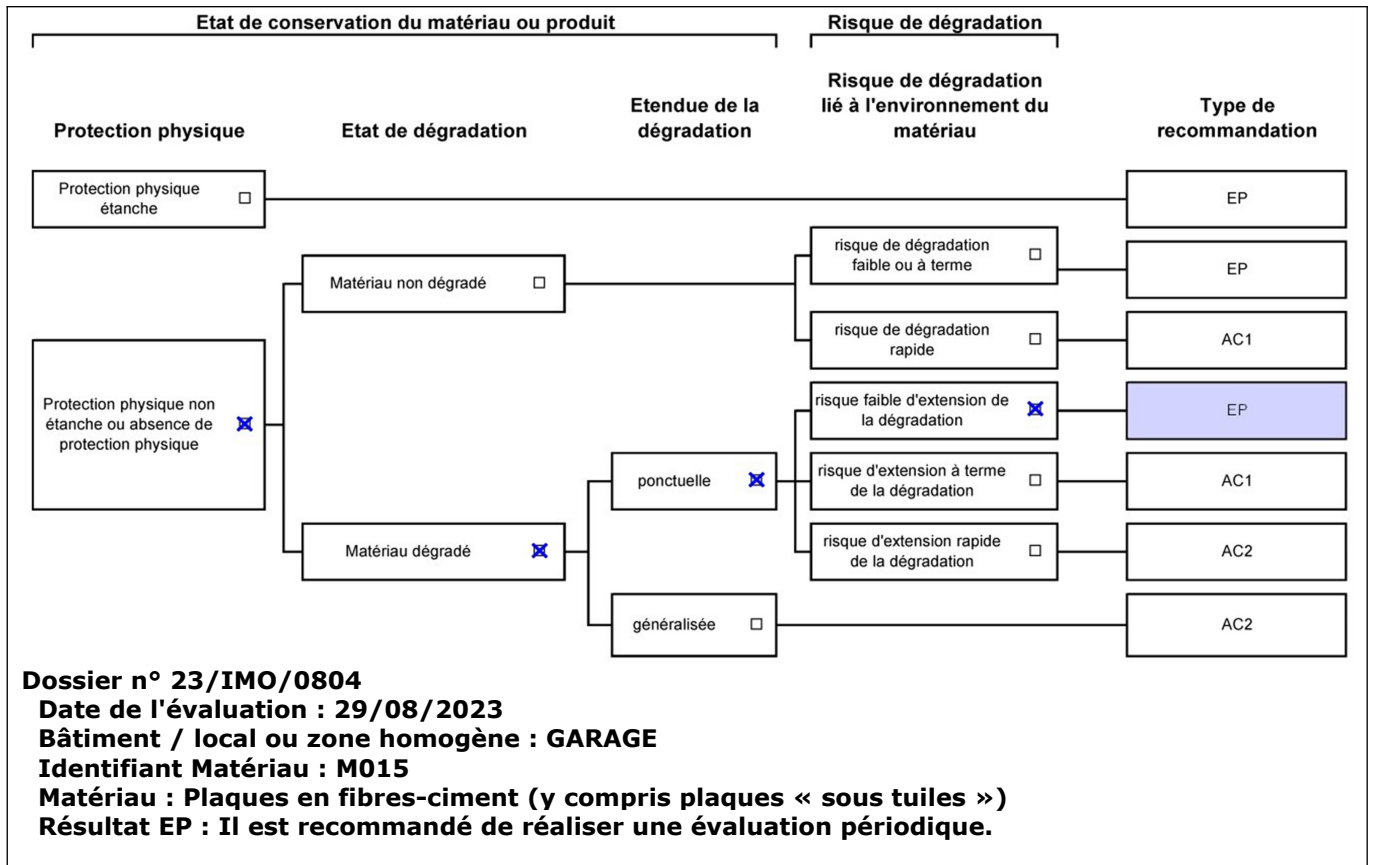 Etat de conservation du matériau ou produit
Risque de dégradation
Protection physique
Etat de dégradation
Etendue de la
dégradation
Risque de dégradation
lié à l'environnement du
matériau
Type de
recommandation
Protection physique
étanche
EP
risque de dégradation
faible ou à terme
EP
Matériau non dégradé
risque de dégradation
rapide
AC1
Protection physique non
étanche ou absence de
protection physique
risque faible d'extension de
la dégradation
EP
ponctuelle
risque d'extension à terme
de la dégradation
AC1
Matériau dégradé
risque d'extension rapide
de la dégradation
AC2
généralisée
AC2
Dossier n° 23/IMO/0804
Date de l'évaluation : 29/08/2023
Bâtiment / local ou zone homogène : GARAGE
Identifiant Matériau : M015
Matériau : Plaques en fibres-ciment (y compris plaques « sous tuiles »)
Résultat EP : Il est recommandé de réaliser une évaluation périodique.